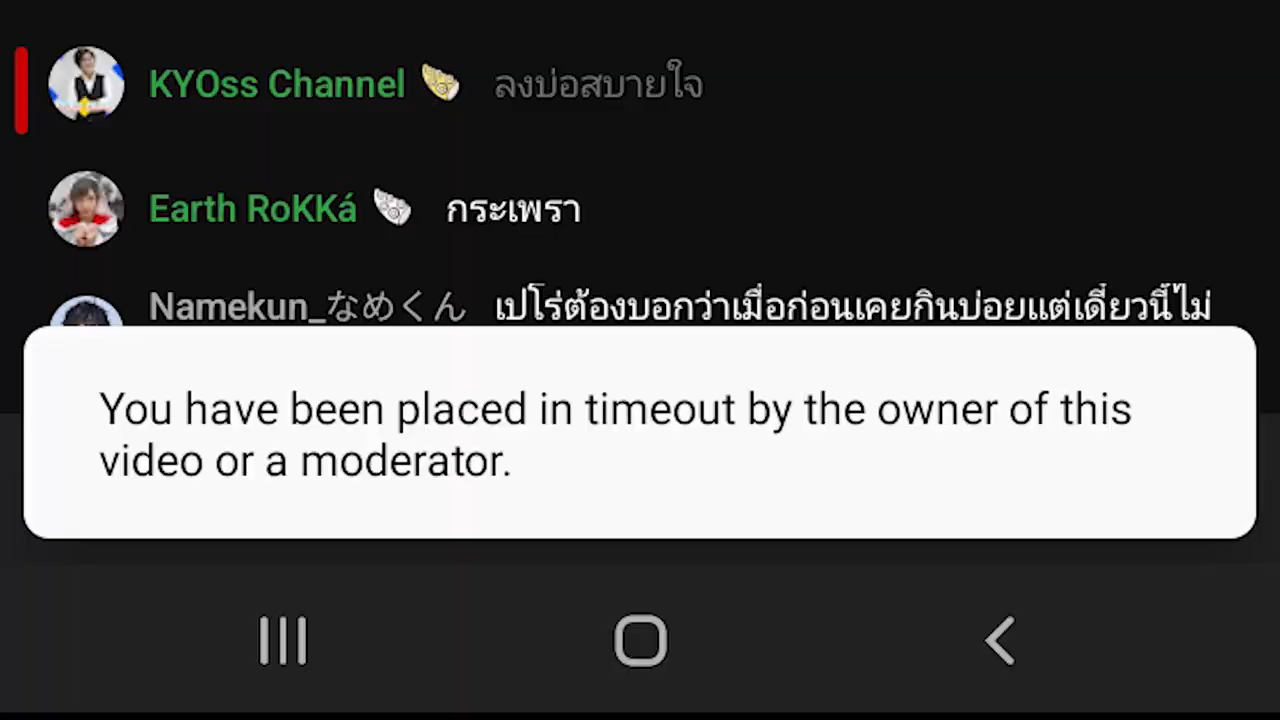 KYOss Channel ลงบ่อสบายใจ
Earth RoKKá กระเพรา
Namekun_なめくん เปโร่ต้องบอกว่าเมื่อก่อนเคยกินบ่อยแต่เดี๋ยวนี้ไม่
You have been placed in timeout by the owner of this
video or a moderator.